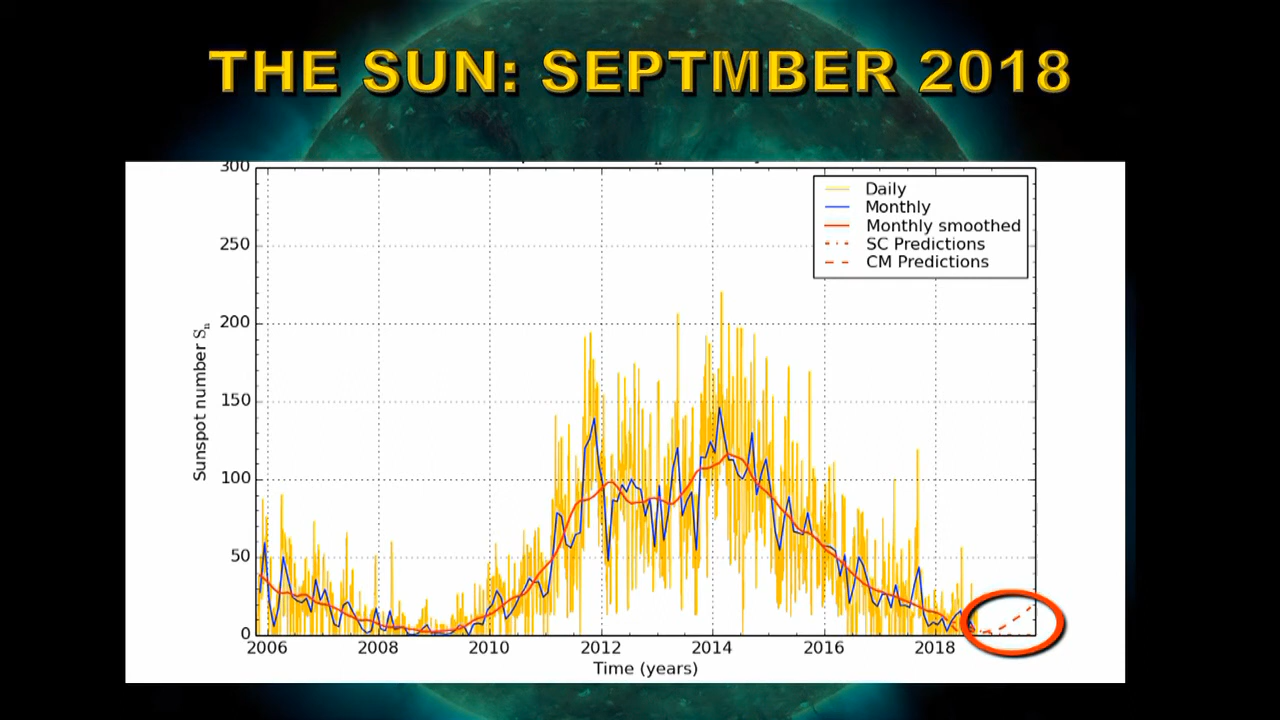 THE SUN: SEPTMBER 2018
300
250
200
150
100
50
0
Sunspot number Sn
Daily
Monthly
Monthly smoothed
SC Predictions
CM Predictions
2006 2008 2010 2012 2014 2016 2018
Time (years)